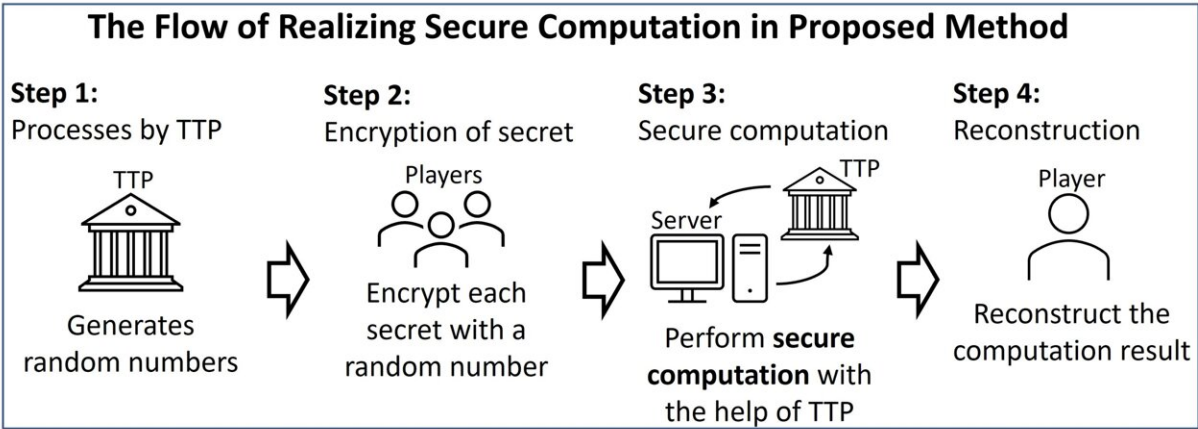 The Flow of Realizing Secure Computation in Proposed Method
Step 1:
Processes by TTP
TTP
Generates
random numbers
Step 2:
Encryption of secret
Players
Encrypt each
secret with a
random number
Step 3:
Secure computation
TTP
Server
Perform secure
computation with
the help of TTP
Step 4:
Reconstruction
Player
Reconstruct the
computation result